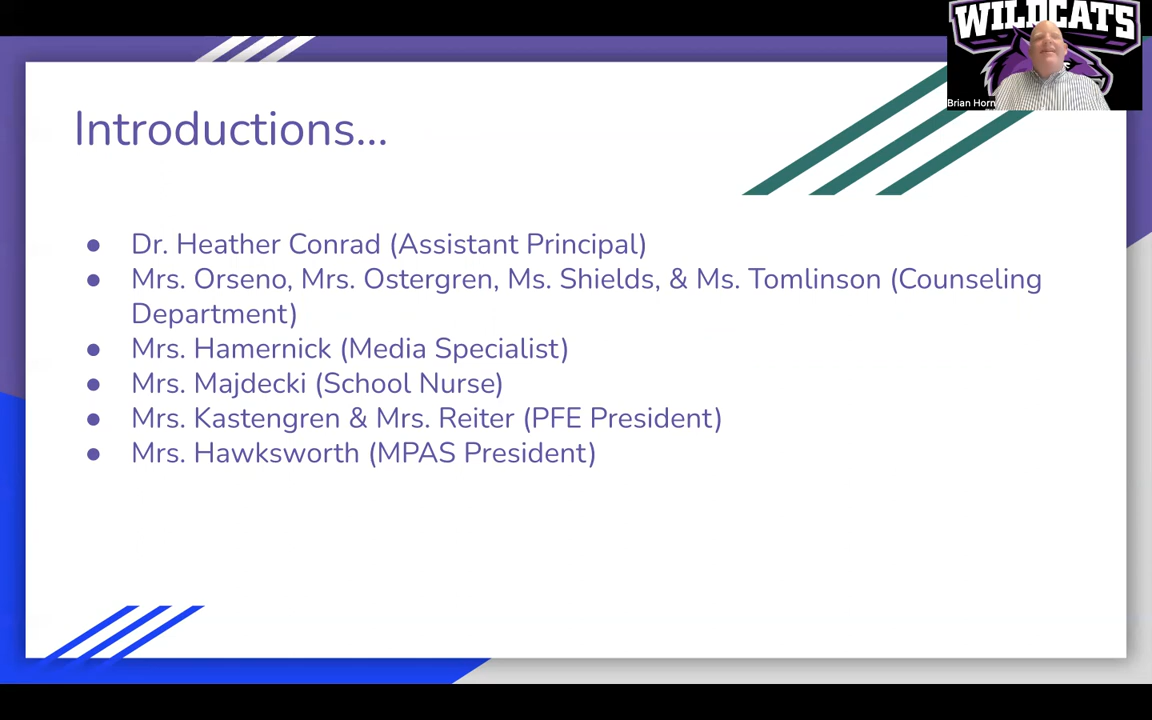 WILDCATS
Brian Horn
Introductions...
● Dr. Heather Conrad (Assistant Principal)
● Mrs. Orseno, Mrs. Ostergren, Ms. Shields, & Ms. Tomlinson (Counseling
Department)
● Mrs. Hamernick (Media Specialist)
● Mrs. Majdecki (School Nurse)
● Mrs. Kastengren & Mrs. Reiter (PFE President)
● Mrs. Hawksworth (MPAS President)